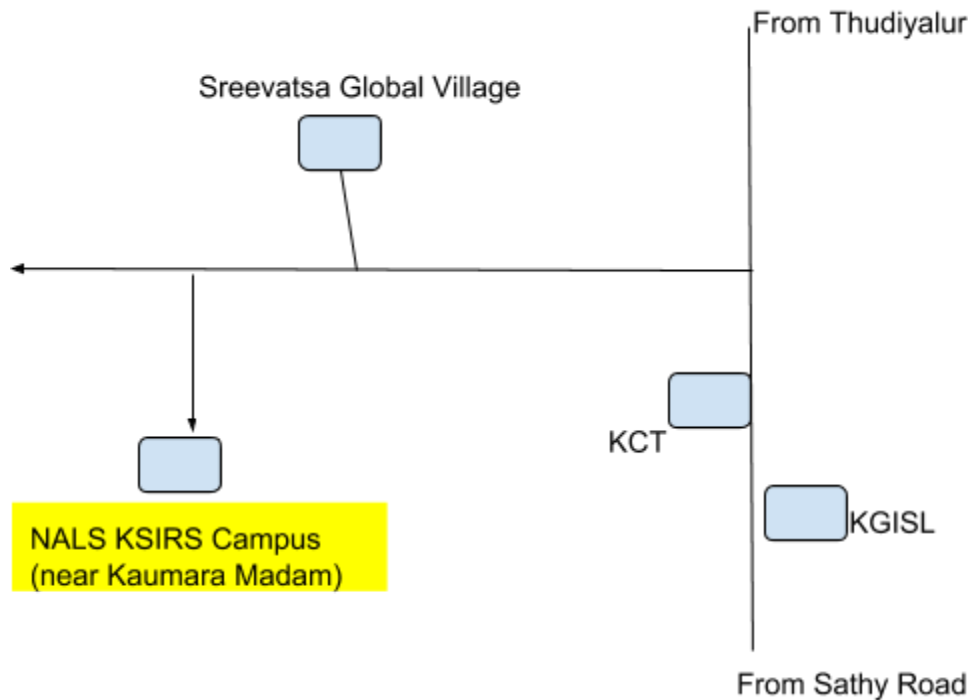 From Thudiyalur
Sreevatsa Global Village
KCT
KGISL
NALS KSIRS Campus
(near Kaumara Madam)
From Sathy Road